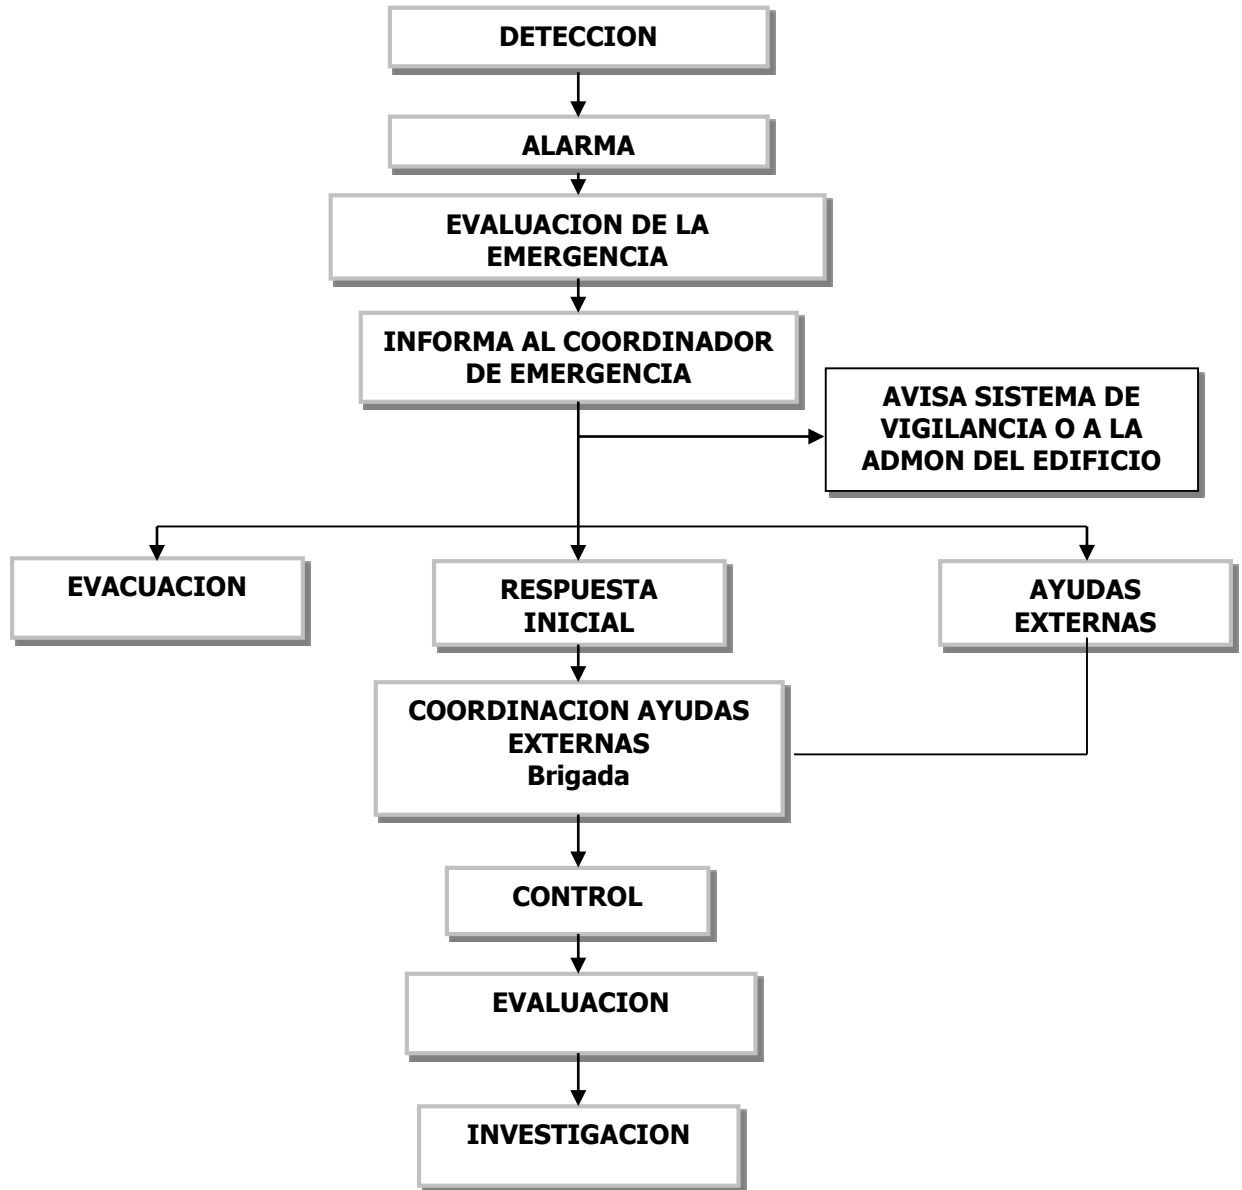 DETECCION
ALARMA
EVALUACION DE LA
EMERGENCIA
INFORMA AL COORDINADOR
DE EMERGENCIA
AVISA SISTEMA DE
VIGILANCIA O A LA
ADMON DEL EDIFICIO
EVACUACION
RESPUESTA
INICIAL
AYUDAS
EXTERNAS
COORDINACION AYUDAS
EXTERNAS
Brigada
CONTROL
EVALUACION
INVESTIGACION